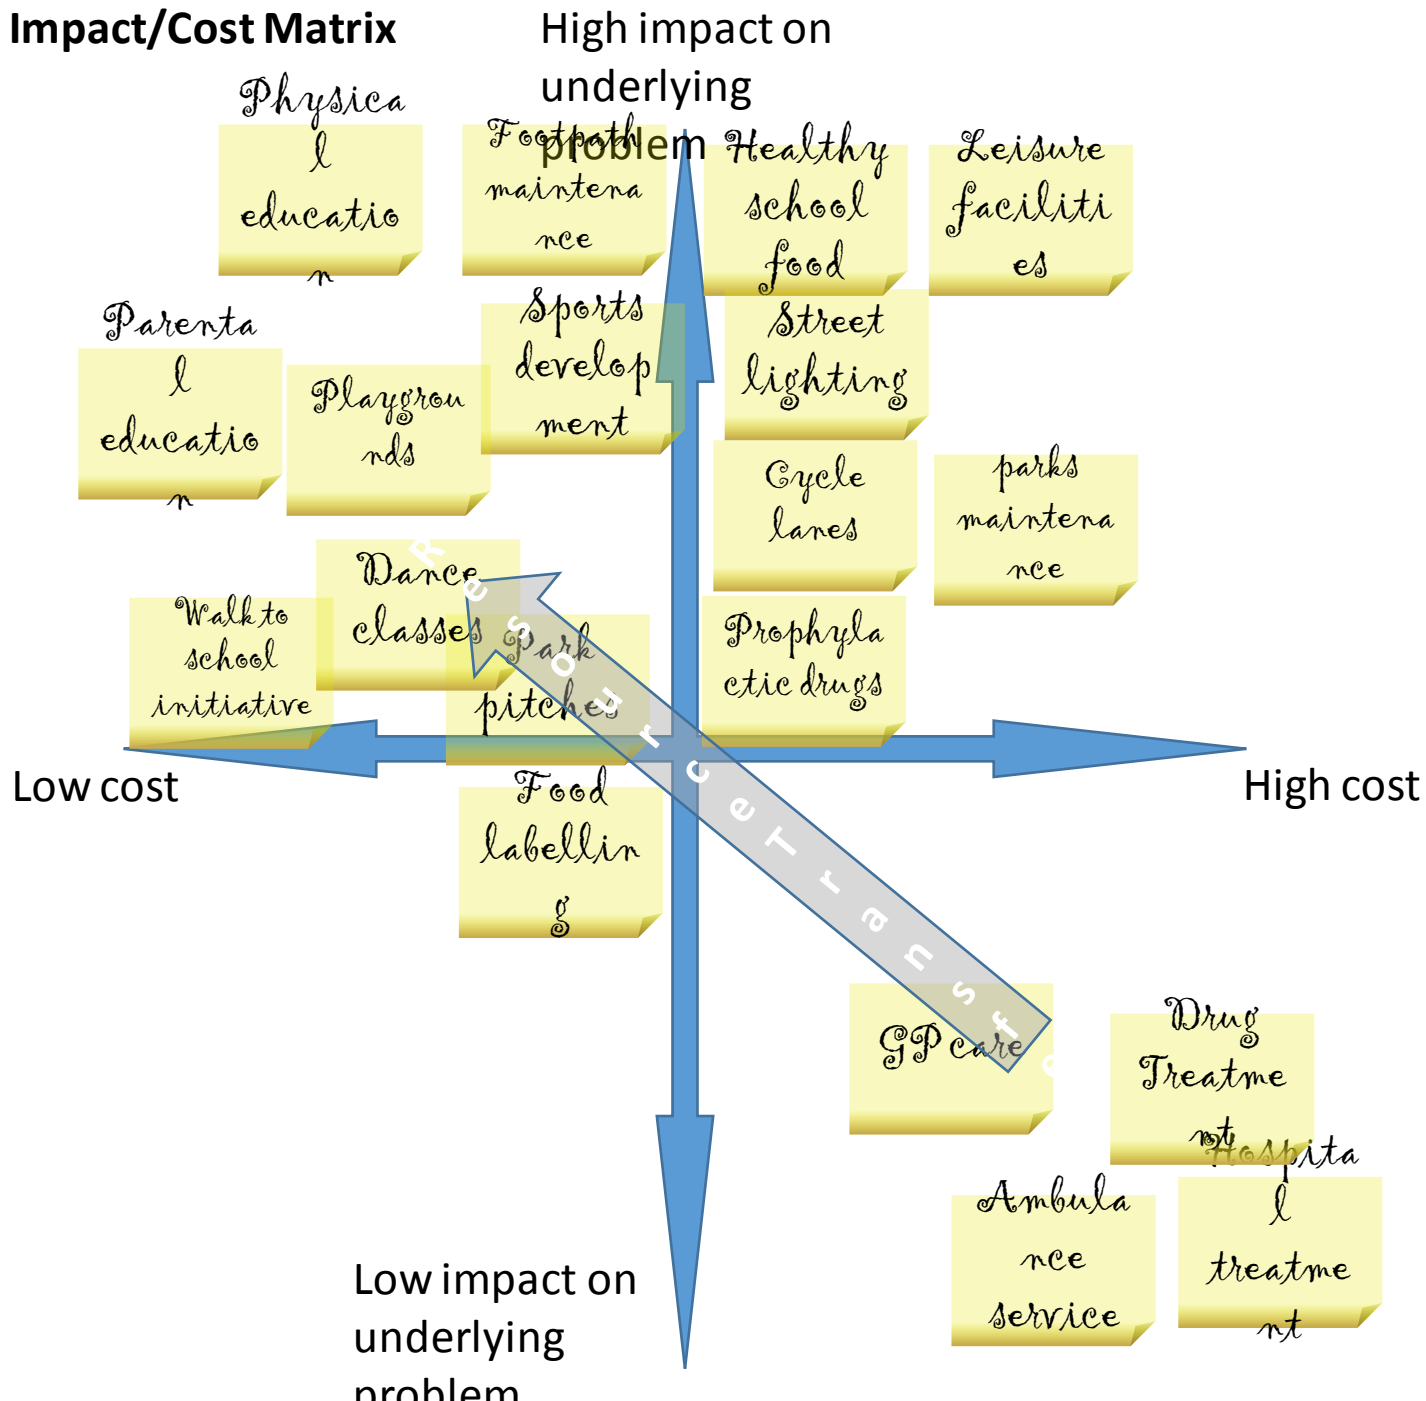 Impact/Cost Matrix
High impact on
underlying
problem
Physica
l
educatio
n
Footpath
maintena
nce
Healthy
school
food
Leisure
faciliti
es
Parenta
l
educatio
n
Playgrou
nds
Sports
develop
ment
Street
lighting
Cycle
lanes
parks
maintena
nce
Walk to
school
initiative
Dance
classes
Park
pitches
Prophyla
ctic drugs
Resource Transfe
Low cost
High cost
Food
labellin
g
GP care
Drug
Treatme
nt
Ambula
nce
service
Hospita
l
treatme
nt
Low impact on
underlying
problem